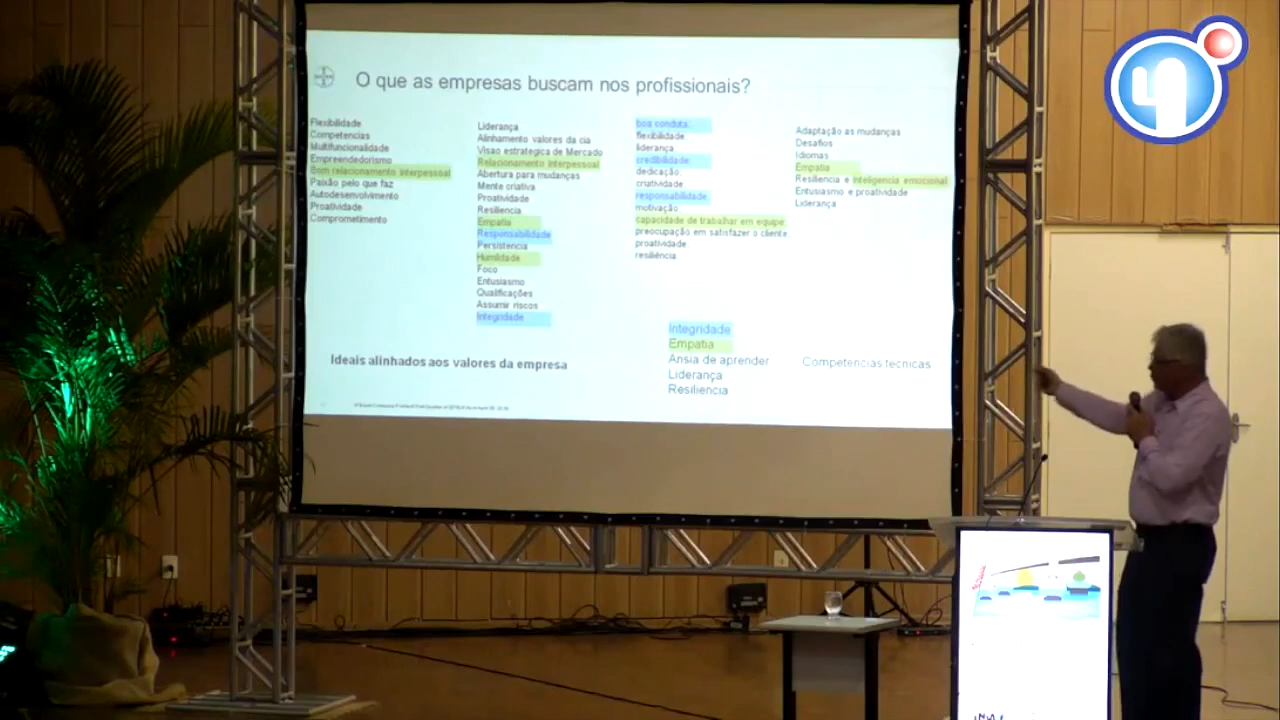 O que as empresas buscam nos profissionais?
Flexibilidade
Competencias
Multifuncionalidade
Empreendedorismo
Bom relacionamento interpessoal
Paixão pelo que faz
Autodesenvolvimento
Proatividade
Comprometimento
Liderança
Alinhamento valores da cia
Visao estrategica de Mercado
Relacionamento interpessoal
Abertura para mudanças
Mente criativa
Proatividade
Resiliencia
Empatia
Responsabilidade
Persistencia
Humildade
Foco
Entusiasmo
Qualificações
Assumir riscos
Integridade
boa conduta;
flexibilidade
liderança
credibilidade
dedicação;
criatividade
responsabilidade
motivação
capacidade de trabalhar em equipe;
preocupação em satisfazer o cliente
proatividade
resiliência
Adaptação as mudanças
Desafios
Idiomas
Empatia
Resiliencia e inteligencia emocional
Entusiasmo e proatividade
Liderança
Ideais alinhados aos valores da empresa
Integridade
Empatia
Ansia de aprender
Liderança
Resiliencia
Competencias tecnicas